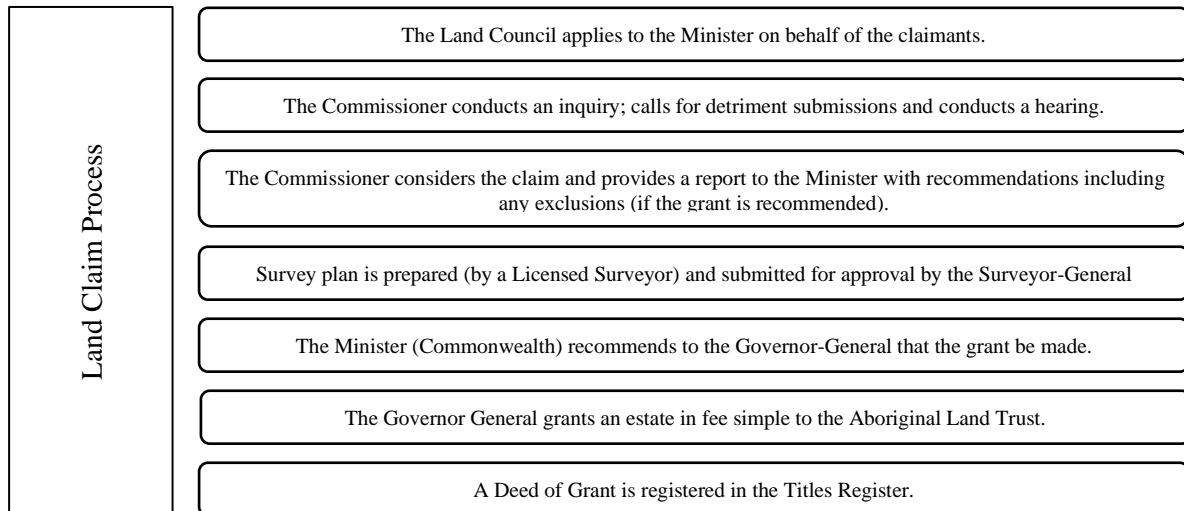 Land Claim Process
The Land Council applies to the Minister on behalf of the claimants.
The Commissioner conducts an inquiry; calls for detriment submissions and conducts a hearing.
The Commissioner considers the claim and provides a report to the Minister with recommendations including
any exclusions (if the grant is recommended).
Survey plan is prepared (by a Licensed Surveyor) and submitted for approval by the Surveyor-General
The Minister (Commonwealth) recommends to the Governor-General that the grant be made.
The Governor General grants an estate in fee simple to the Aboriginal Land Trust.
A Deed of Grant is registered in the Titles Register.